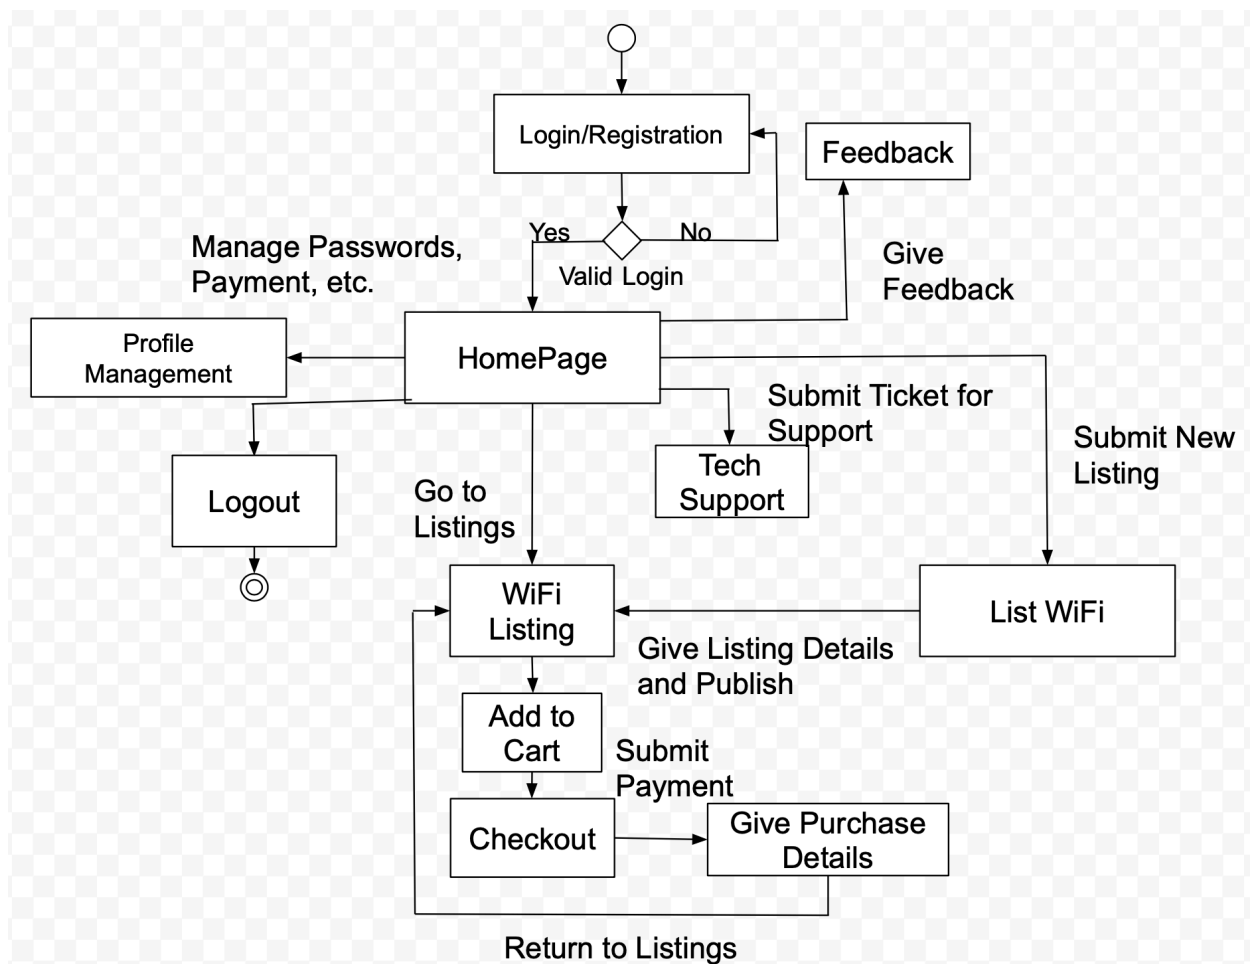 Login/Registration
Feedback
Yes
No
Valid Login
Manage Passwords,
Payment, etc.
Give
Feedback
Profile
Management
HomePage
Submit Ticket for
Support
Submit New
Listing
Logout
Go to
Listings
Tech
Support
WiFi
Listing
List WiFi
Give Listing Details
and Publish
Add to
Cart
Submit
Payment
Checkout
Give Purchase
Details
Return to Listings